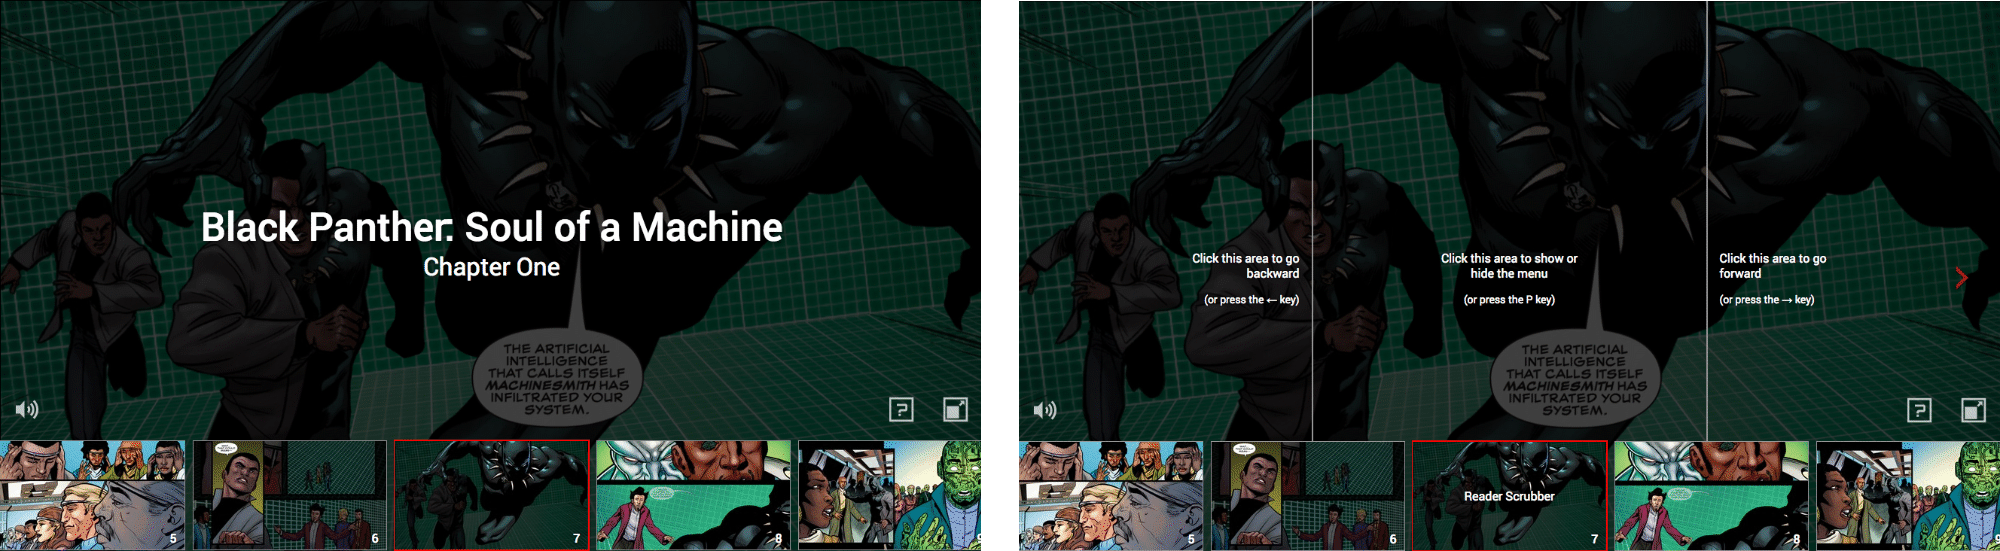 Black Panther: Soul of a Machine
Chapter One
THE ARTIFICIAL
INTELLIGENCE
THAT CALLS ITSELF
MACHINESMITH HAS
INFILTRATED YOUR
SYSTEM.
?
5
6
7
8
9
Click this area to go
backward
(or press the ← key)
Click this area to show or
hide the menu
(or press the P key)
Click this area to go
forward
(or press the → key)
THE ARTIFICIAL
INTELLIGENCE
THAT CALLS ITSELF
MACHINESMITH HAS
INFILTRATED YOUR
SYSTEM.
?
Reader Scrubber
5
6
7
8
9